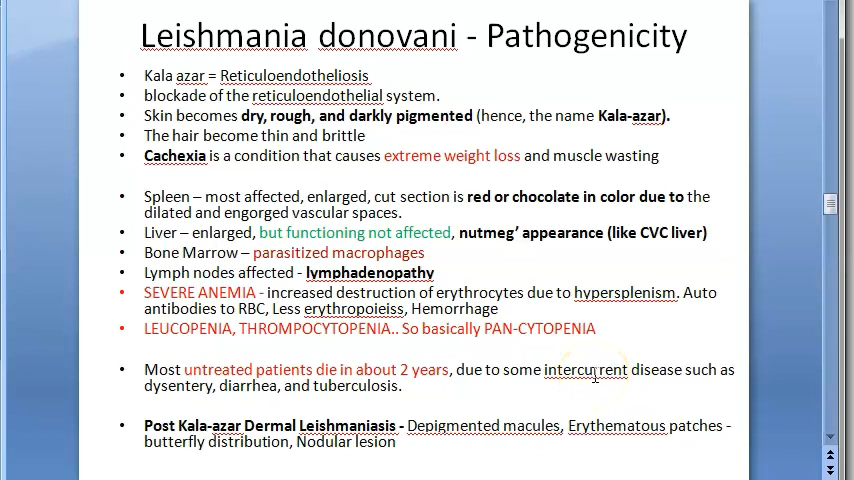 Leishmania donovani - Pathogenicity
• Kala azar = Reticuloendotheliosis
• blockade of the reticuloendothelial system.
• Skin becomes dry, rough, and darkly pigmented (hence, the name Kala-azar).
• The hair become thin and brittle
• Cachexia is a condition that causes extreme weight loss and muscle wasting
• Spleen – most affected, enlarged, cut section is red or chocolate in color due to the
dilated and engorged vascular spaces.
• Liver – enlarged, but functioning not affected, nutmeg’ appearance (like CVC liver)
• Bone Marrow – parasitized macrophages
• Lymph nodes affected - lymphadenopathy
• SEVERE ANEMIA - increased destruction of erythrocytes due to hypersplenism. Auto
antibodies to RBC, Less erythropoieiss, Hemorrhage
• LEUCOPENIA, THROMPOCYTOPENIA.. So basically PAN-CYTOPENIA
• Most untreated patients die in about 2 years, due to some intercurrent disease such as
dysentery, diarrhea, and tuberculosis.
• Post Kala-azar Dermal Leishmaniasis - Depigmented macules, Erythematous patches -
butterfly distribution, Nodular lesion